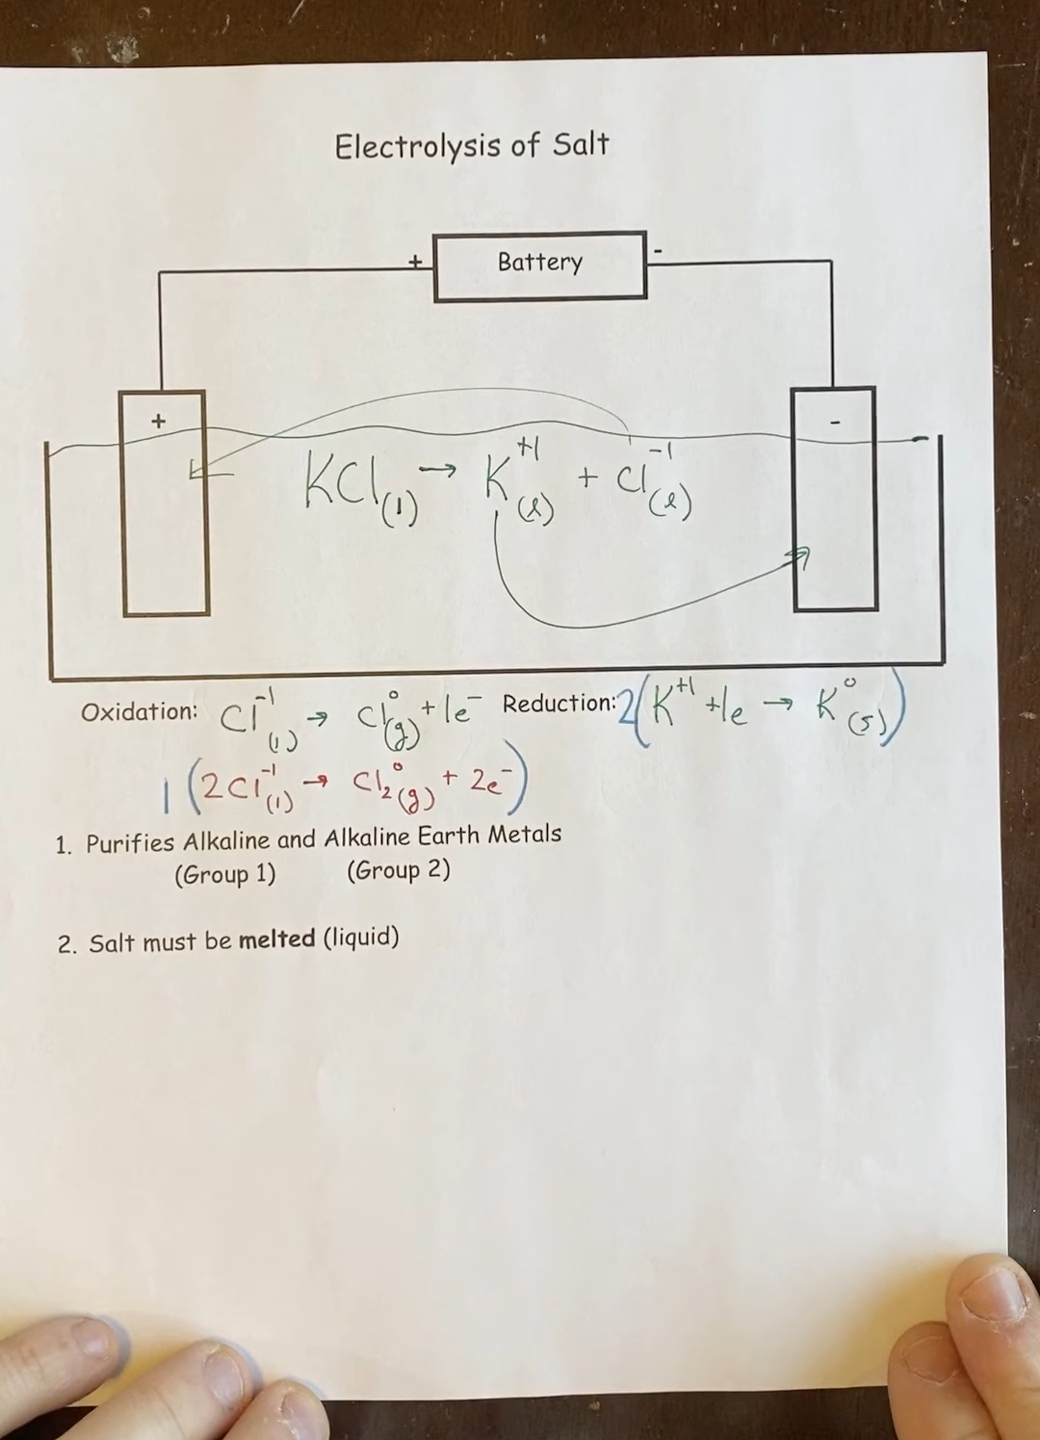 Electrolysis of Salt
+ Battery -
+ -
KCl(l) → K⁺¹(l) + Cl⁻¹(l)
Oxidation: Cl⁻¹(l) → Cl⁰(g) + 1e⁻ Reduction: 2(K⁺¹ + 1e → K⁰(s))
1(2Cl⁻¹(l) → Cl₂⁰(g) + 2e⁻)
1. Purifies Alkaline and Alkaline Earth Metals
(Group 1) (Group 2)
2. Salt must be melted (liquid)